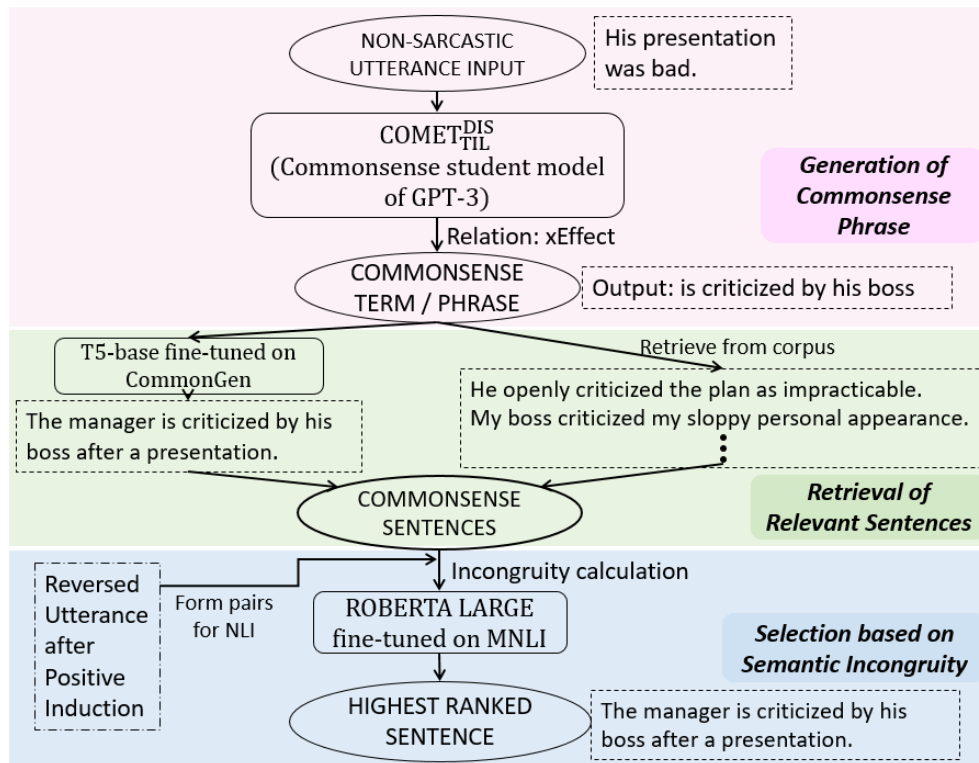 NON-SARCASTIC
UTTERANCE INPUT
His presentation
was bad.
COMET DIS TIL
(Commonsense student model
of GPT-3)
Generation of
Commonsense
Phrase
Relation: xEffect
COMMONSENSE
TERM / PHRASE
Output: is criticized by his boss
T5-base fine-tuned on
CommonGen
Retrieve from corpus
The manager is criticized by his
boss after a presentation.
He openly criticized the plan as impracticable.
My boss criticized my sloppy personal appearance.
COMMONSENSE
SENTENCES
Retrieval of
Relevant Sentences
Reversed
Utterance
after
Positive
Induction
Form pairs
for NLI
Incongruity calculation
ROBERTA LARGE
fine-tuned on MNLI
Selection based on
Semantic Incongruity
HIGHEST RANKED
SENTENCE
The manager is criticized by his
boss after a presentation.